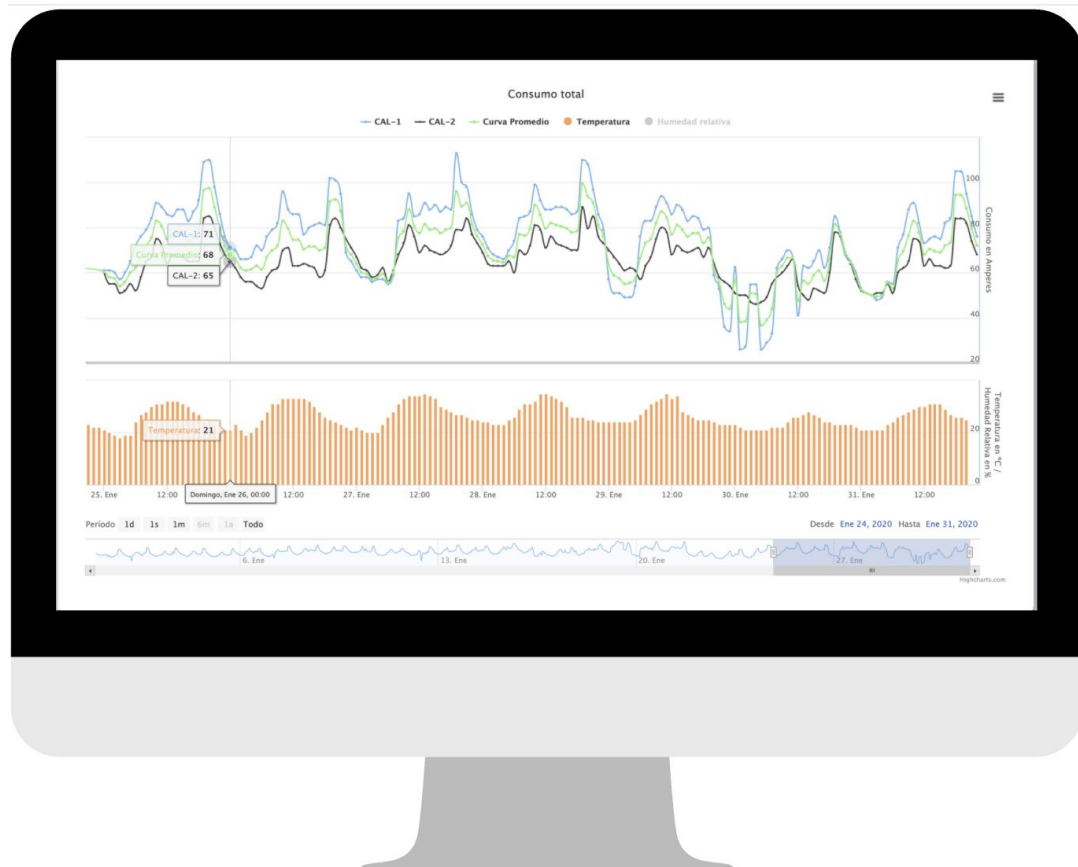 Consumo total
CAL-1 CAL-2 Curva Promedio Temperatura Humedad relativa
100
80
60
40
20
Consumo en Amperes
CAL-1: 71
Curva Promedio: 68
CAL-2: 65
Temperatura: 21
20
0
Temperatura en °C /
Humedad Relativa en %
25. Ene 12:00 Domingo, Ene 26, 00:00 12:00 27. Ene 12:00 28. Ene 12:00 29. Ene 12:00 30. Ene 12:00 31. Ene 12:00
Período 1d 1s 1m 6m 1a Todo Desde Ene 24, 2020 Hasta Ene 31, 2020
6. Ene 13. Ene 20. Ene 27. Ene
Highcharts.com